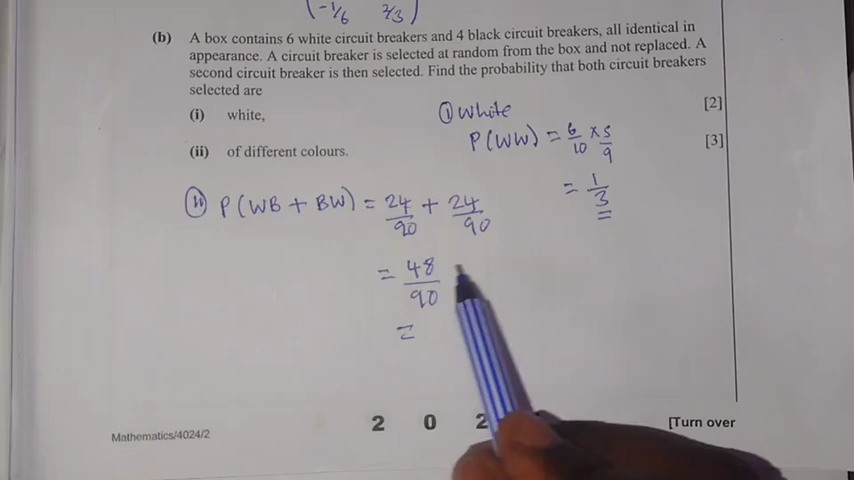 (-1/6 2/3)
(b) A box contains 6 white circuit breakers and 4 black circuit breakers, all identical in
appearance. A circuit breaker is selected at random from the box and not replaced. A
second circuit breaker is then selected. Find the probability that both circuit breakers
selected are
(i) white, [2]
(ii) of different colours. [3]
(i) White
P(WW) = 6/10 × 5/9
= 1/3
(ii) P(WB + BW) = 24/90 + 24/90
= 48/90
=
Mathematics/4024/2
2 0 2
[Turn over